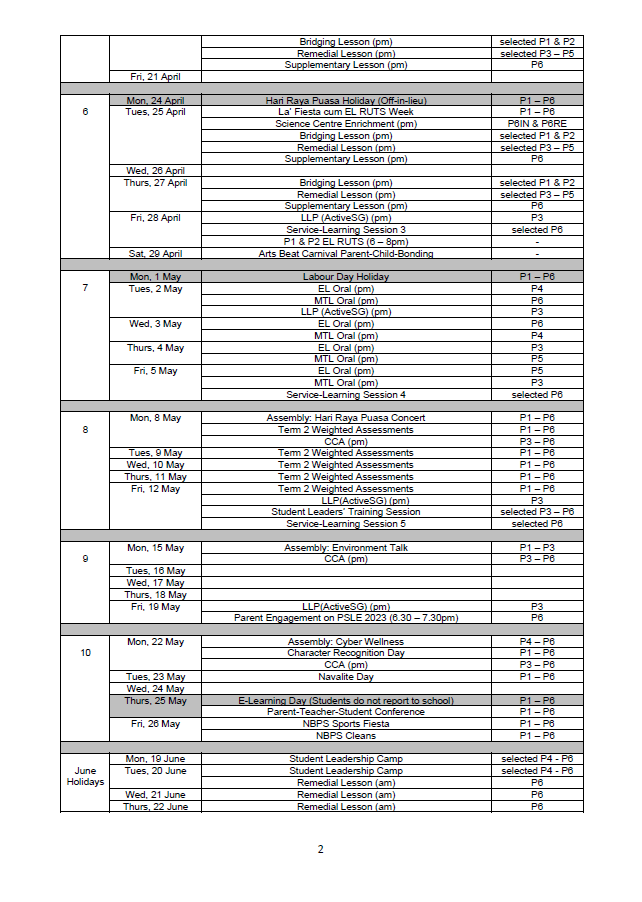 Bridging Lesson (pm) selected P1 & P2
Remedial Lesson (pm) selected P3 – P5
Supplementary Lesson (pm) P6
Fri, 21 April
Mon, 24 April Hari Raya Puasa Holiday (Off-in-lieu) P1 – P6
6 Tues, 25 April La' Fiesta cum EL RUTS Week P1 – P6
Science Centre Enrichment (pm) P6IN & P6RE
Bridging Lesson (pm) selected P1 & P2
Remedial Lesson (pm) selected P3 – P5
Supplementary Lesson (pm) P6
Wed, 26 April
Thurs, 27 April Bridging Lesson (pm) selected P1 & P2
Remedial Lesson (pm) selected P3 – P5
Supplementary Lesson (pm) P6
Fri, 28 April LLP (ActiveSG) (pm) P3
Service-Learning Session 3 selected P6
P1 & P2 EL RUTS (6 – 8pm) -
Sat, 29 April Arts Beat Carnival Parent-Child-Bonding -
Mon, 1 May Labour Day Holiday P1 – P6
7 Tues, 2 May EL Oral (pm) P4
MTL Oral (pm) P6
LLP (ActiveSG) (pm) P3
Wed, 3 May EL Oral (pm) P6
MTL Oral (pm) P4
Thurs, 4 May EL Oral (pm) P3
MTL Oral (pm) P5
Fri, 5 May EL Oral (pm) P5
MTL Oral (pm) P3
Service-Learning Session 4 selected P6
Mon, 8 May Assembly: Hari Raya Puasa Concert P1 – P6
8 Term 2 Weighted Assessments P1 – P6
CCA (pm) P3 – P6
Tues, 9 May Term 2 Weighted Assessments P1 – P6
Wed, 10 May Term 2 Weighted Assessments P1 – P6
Thurs, 11 May Term 2 Weighted Assessments P1 – P6
Fri, 12 May Term 2 Weighted Assessments P1 – P6
LLP(ActiveSG) (pm) P3
Student Leaders' Training Session selected P3 – P6
Service-Learning Session 5 selected P6
Mon, 15 May Assembly: Environment Talk P1 – P3
9 CCA (pm) P3 – P6
Tues, 16 May
Wed, 17 May
Thurs, 18 May
Fri, 19 May LLP(ActiveSG) (pm) P3
Parent Engagement on PSLE 2023 (6.30 – 7.30pm) P6
Mon, 22 May Assembly: Cyber Wellness P4 – P6
10 Character Recognition Day P1 – P6
CCA (pm) P3 – P6
Tues, 23 May Navalite Day P1 – P6
Wed, 24 May
Thurs, 25 May E-Learning Day (Students do not report to school) P1 – P6
Parent-Teacher-Student Conference P1 – P6
Fri, 26 May NBPS Sports Fiesta P1 – P6
NBPS Cleans P1 – P6
Mon, 19 June Student Leadership Camp selected P4 - P6
June Tues, 20 June Student Leadership Camp selected P4 - P6
Holidays Remedial Lesson (am) P6
Wed, 21 June Remedial Lesson (am) P6
Thurs, 22 June Remedial Lesson (am) P6
2